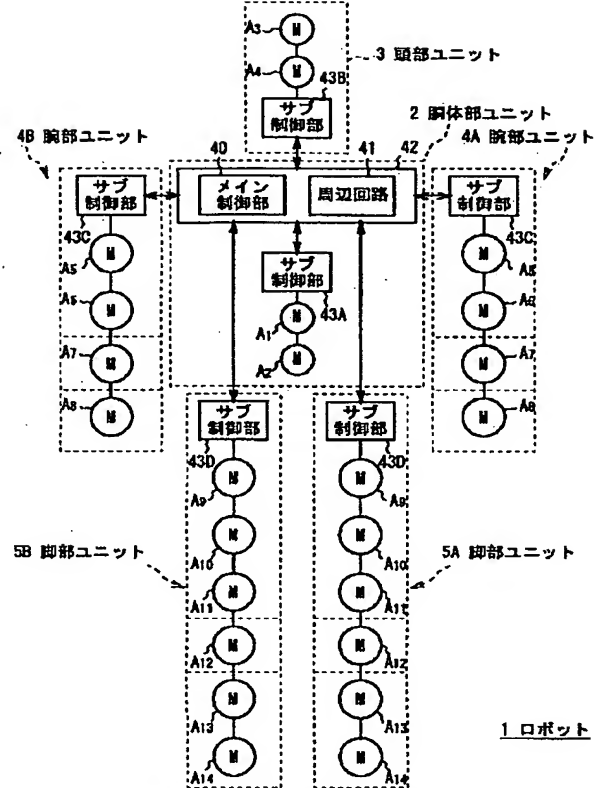 A3 M
A4 M
3 頭部ユニット
43B
サブ
制御部
4B 腕部ユニット
2 胴体部ユニット
4A 腕部ユニット
40
41
42
サブ
制御部
メイン
制御部
周辺回路
サブ
制御部
43C
43C
サブ
制御部
43A
A5 M
M A5
A6 M
M A6
A1 M
A7 M
M A7
A2 M
A8 M
M A8
サブ
制御部
サブ
制御部
43D
43D
A9 M
M A9
A10 M
M A10
5B 脚部ユニット
5A 脚部ユニット
A11 M
M A11
A12 M
M A12
A13 M
M A13
1 ロボット
A14 M
M A14